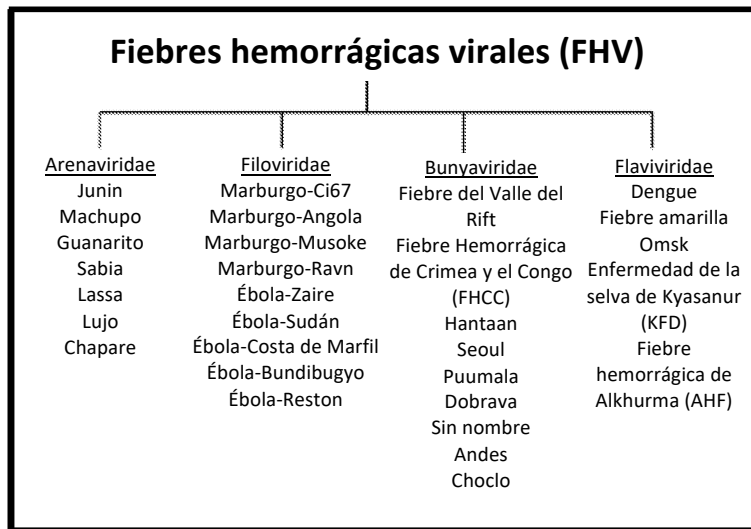 Fiebres hemorrágicas virales (FHV)
Arenaviridae
Junin
Machupo
Guanarito
Sabia
Lassa
Lujo
Chapare
Filoviridae
Marburgo-Ci67
Marburgo-Angola
Marburgo-Musoke
Marburgo-Ravn
Ébola-Zaire
Ébola-Sudán
Ébola-Costa de Marfil
Ébola-Bundibugyo
Ébola-Reston
Bunyaviridae
Fiebre del Valle del
Rift
Fiebre Hemorrágica
de Crimea y el Congo
(FHCC)
Hantaan
Seoul
Puumala
Dobrava
Sin nombre
Andes
Choclo
Flaviviridae
Dengue
Fiebre amarilla
Omsk
Enfermedad de la
selva de Kyasanur
(KFD)
Fiebre
hemorrágica de
Alkhurma (AHF)